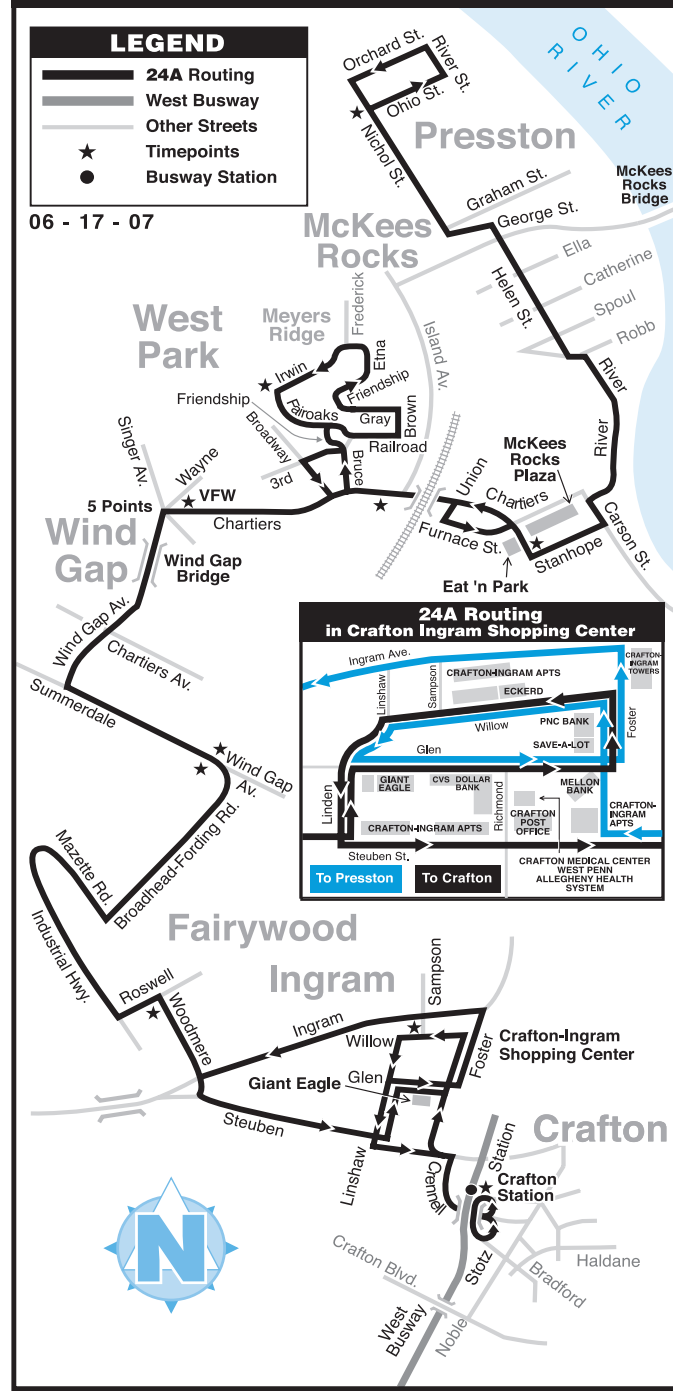 LEGEND
24A Routing
West Busway
Other Streets
Timepoints
Busway Station
06 - 17 - 07
OHIO
RIVER
Orchard St.
River St.
Ohio St.
Nichol St.
Presston
McKees
Rocks
Bridge
Graham St.
George St.
McKees
Rocks
Ella
Catherine
Spoul
Robb
Helen St.
River
River
West
Park
Meyers
Ridge
Frederick
Island Av.
Irwin
Etna
Friendship
Friendship
Fairoaks
Gray
Brown
Railroad
Broadway
3rd
Bruce
Singer Av.
Wayne
5 Points
VFW
Chartiers
Union
Chartiers
McKees
Rocks
Plaza
Furnace St.
Stanhope
Carson St.
Eat 'n Park
Wind
Gap
Wind Gap
Bridge
Wind Gap Av.
Chartiers Av.
Summerdale
Wind Gap
Av.
Broadhead-Fording Rd.
Mazette Rd.
Industrial Hwy.
24A Routing
in Crafton Ingram Shopping Center
Ingram Ave.
Linshaw
Sampson
CRAFTON-INGRAM APTS
CRAFTON-
INGRAM
TOWERS
ECKERD
Willow
PNC BANK
Foster
Glen
SAVE-A-LOT
Linden
GIANT
EAGLE
CVS
DOLLAR
BANK
Richmond
MELLON
BANK
CRAFTON
POST
OFFICE
CRAFTON-
INGRAM
APTS
CRAFTON-INGRAM APTS
Steuben St.
CRAFTON MEDICAL CENTER
WEST PENN
ALLEGHENY HEALTH
SYSTEM
To Presston
To Crafton
Fairywood
Ingram
Roswell
Woodmere
Sampson
Ingram
Willow
Foster
Crafton-Ingram
Shopping Center
Glen
Giant Eagle
Steuben
Linshaw
Crennell
Crafton
Station
Crafton
Station
Stotz
Haldane
Bradford
Crafton Blvd.
West
Busway
Noble
N